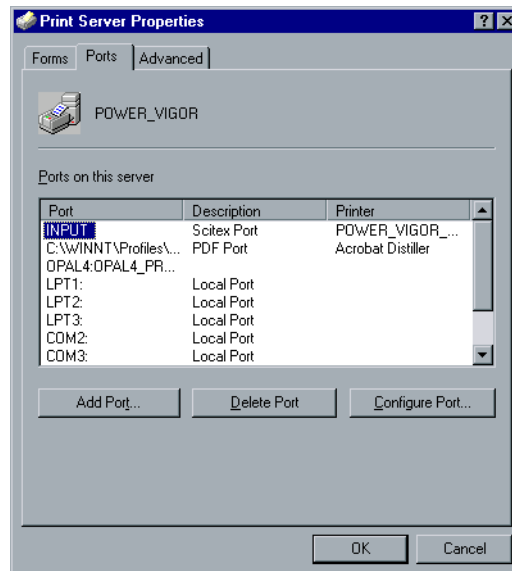 Print Server Properties
Forms Ports Advanced
POWER_VIGOR
Ports on this server
Port Description Printer
INPUT Scitex Port POWER_VIGOR_...
C:\WINNT\Profiles\... PDF Port Acrobat Distiller
OPAL4:OPAL4_PR...
LPT1: Local Port
LPT2: Local Port
LPT3: Local Port
COM2: Local Port
COM3: Local Port
Add Port... Delete Port Configure Port...
OK Cancel